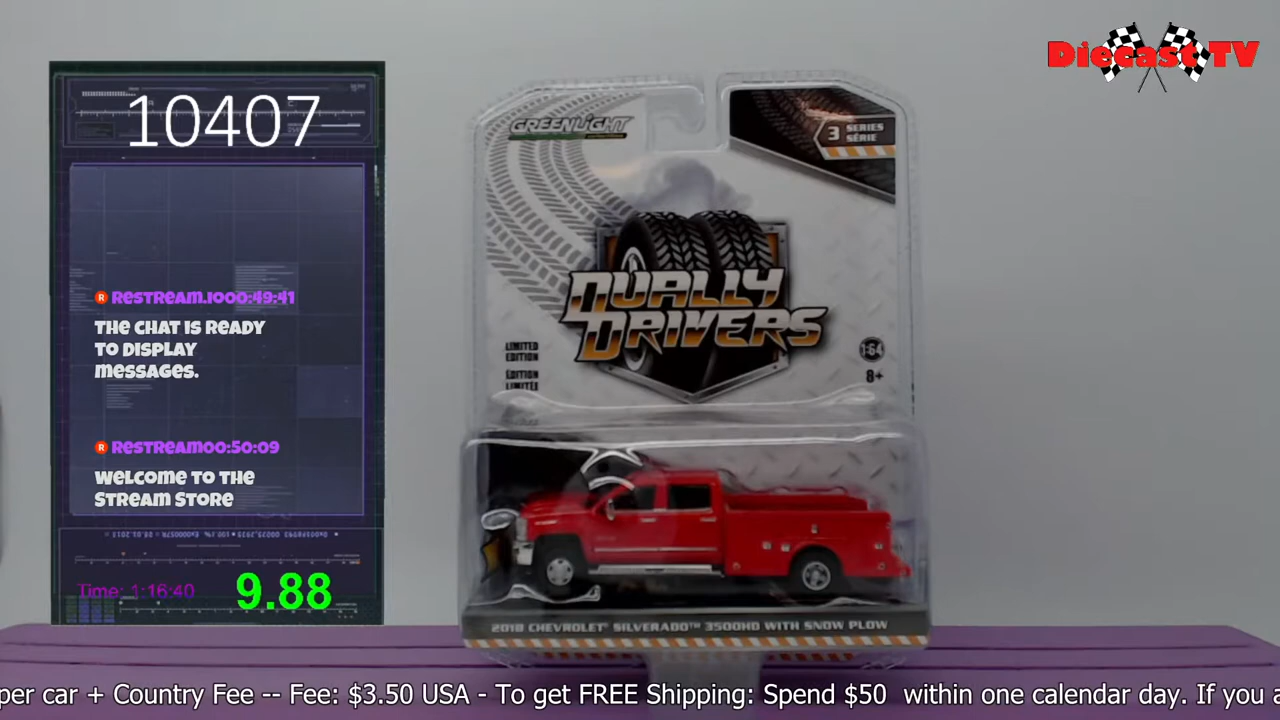 Diecast TV
10407
Restream.1000:49:41
THE CHAT IS READY
TO DISPLAY
MESSAGES.
Restream00:50:09
WELCOME TO THE
STREAM STORE
Time: 1:16:40
9.88
GREENLIGHT
3 SERIES
SÉRIE
DUALLY
DRIVERS
LIMITED
EDITION
ÉDITION
LIMITÉE
1:64
8+
2018 CHEVROLET SILVERADO™ 3500HD WITH SNOW PLOW
per car + Country Fee -- Fee: $3.50 USA - To get FREE Shipping: Spend $50 within one calendar day. If you a